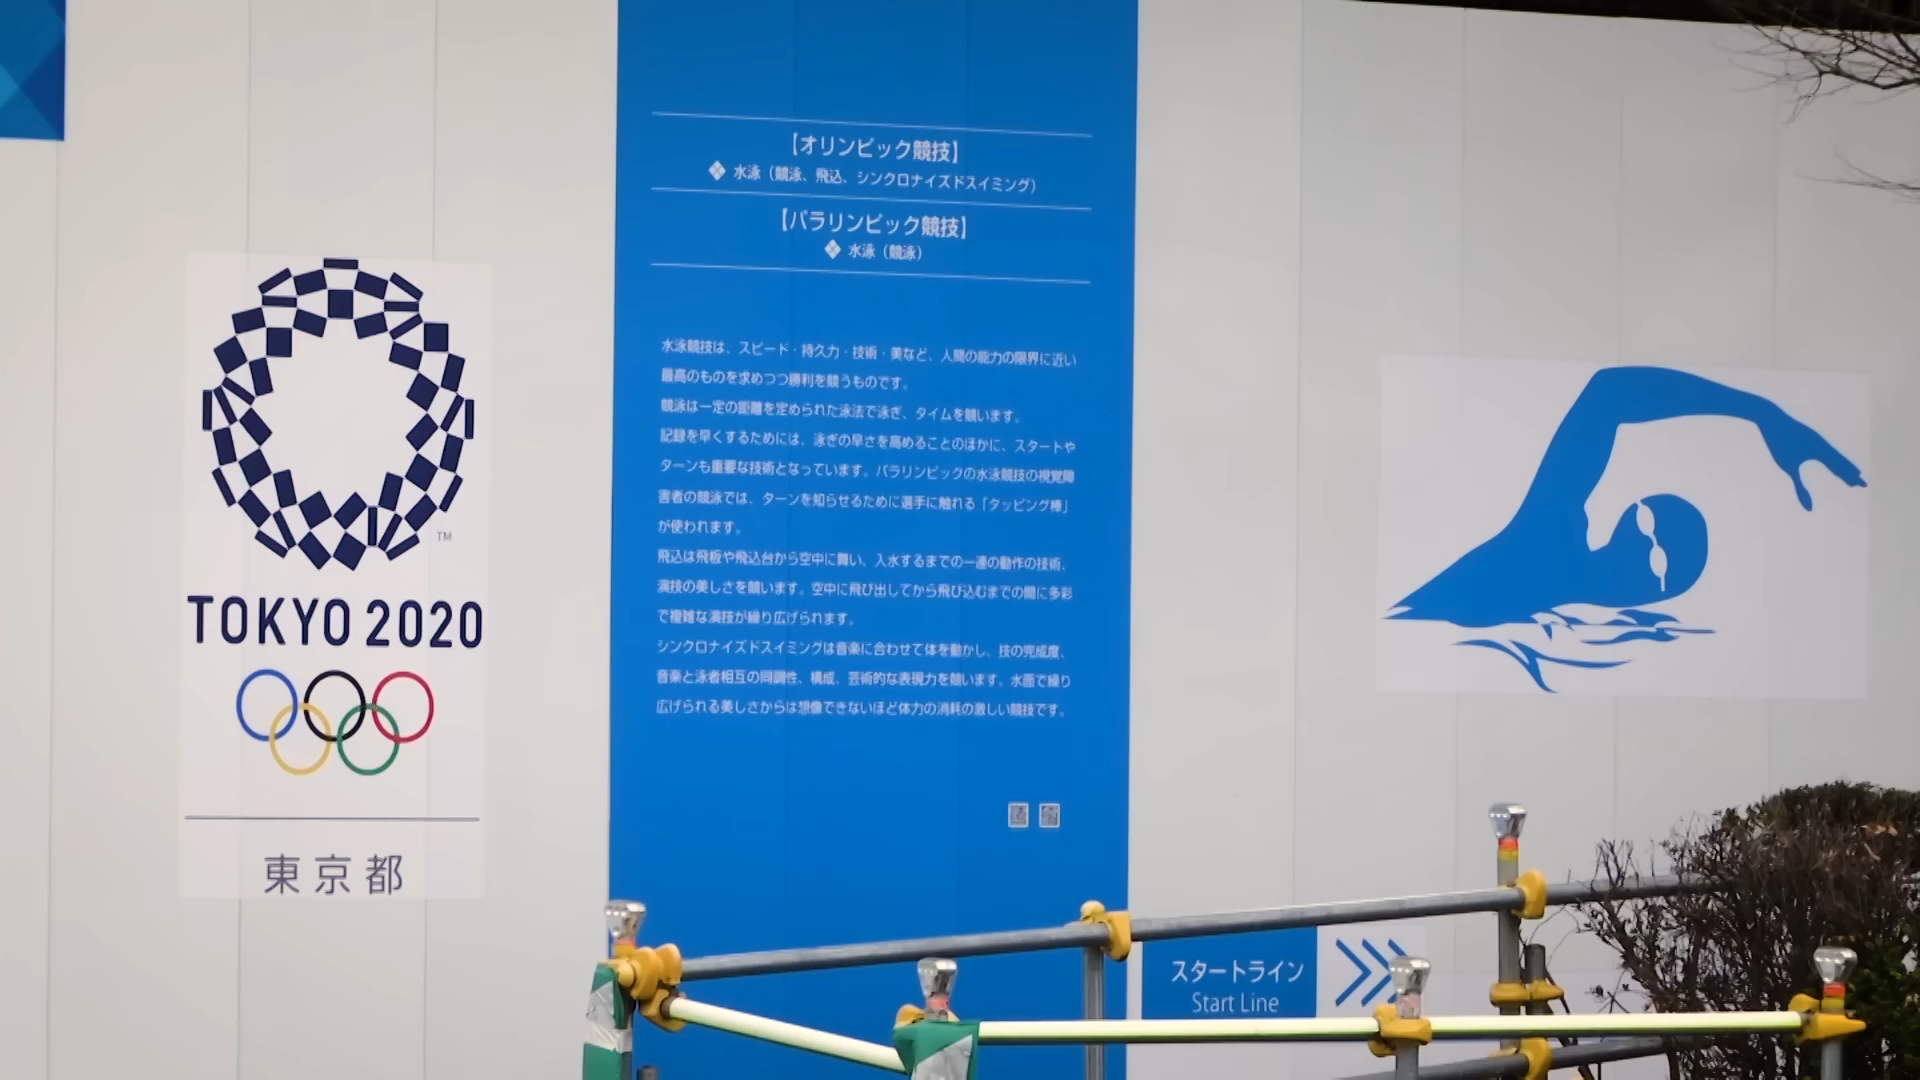 TM
TOKYO 2020
東京都
【オリンピック競技】
❖ 水泳（競泳、飛込、シンクロナイズドスイミング）
【パラリンピック競技】
❖ 水泳（競泳）
水泳競技は、スピード・持久力・技術・美など、人間の能力の限界に近い
最高のものを求めつつ勝利を競うものです。
競泳は一定の距離を定められた泳法で泳ぎ、タイムを競います。
記録を早くするためには、泳ぎの早さを高めることのほかに、スタートや
ターンも重要な技術となっています。パラリンピックの水泳競技の視覚障
害者の競泳では、ターンを知らせるために選手に触れる「タッピング棒」
が使われます。
飛込は飛板や飛込台から空中に舞い、入水するまでの一連の動作の技術、
演技の美しさを競います。空中に飛び出してから飛び込むまでの間に多彩
で複雑な演技が繰り広げられます。
シンクロナイズドスイミングは音楽に合わせて体を動かし、技の完成度、
音楽と泳者相互の同調性、構成、芸術的な表現力を競います。水面で繰り
広げられる美しさからは想像できないほど体力の消耗の激しい競技です。
スタートライン
Start Line